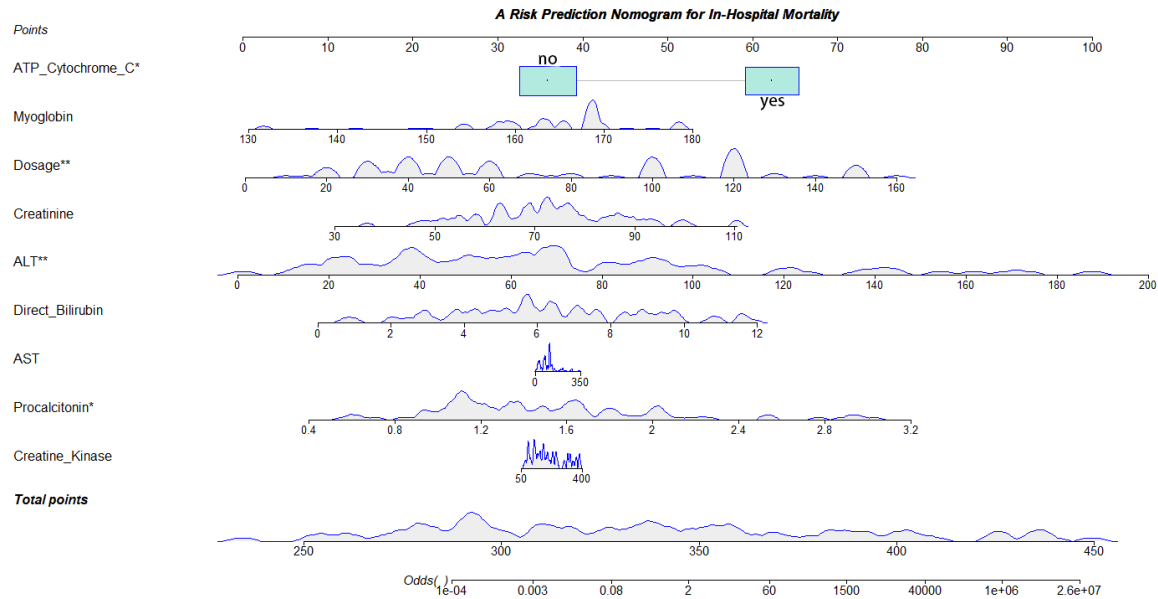 A Risk Prediction Nomogram for In-Hospital Mortality
Points
0 10 20 30 40 50 60 70 80 90 100
ATP_Cytochrome_C*
no
yes
Myoglobin
130 140 150 160 170 180
Dosage**
0 20 40 60 80 100 120 140 160
Creatinine
30 50 70 90 110
ALT**
0 20 40 60 80 100 120 140 160 180 200
Direct_Bilirubin
0 2 4 6 8 10 12
AST
0 350
Procalcitonin*
0.4 0.8 1.2 1.6 2 2.4 2.8 3.2
Creatine_Kinase
50 400
Total points
250 300 350 400 450
Odds( , )
1e-04 0.003 0.08 2 60 1500 40000 1e+06 2.6e+07